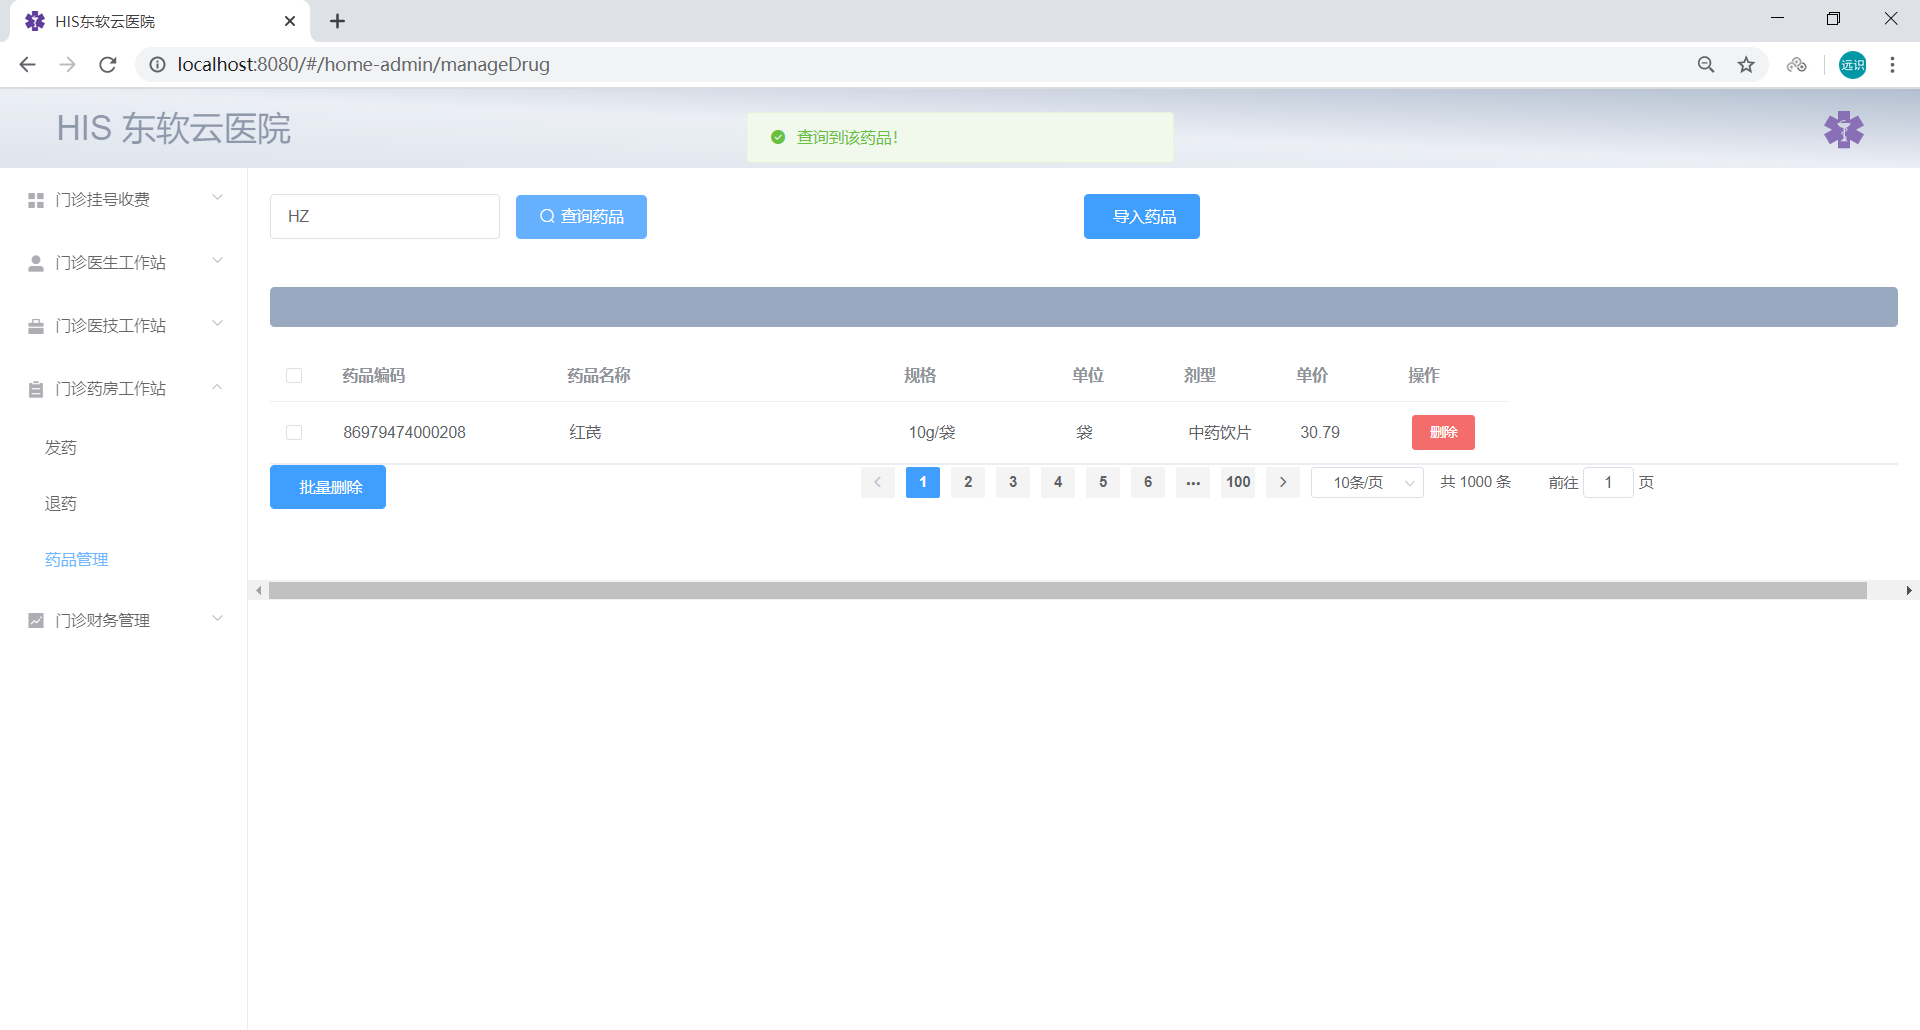 HIS东软云医院
localhost:8080/#/home-admin/manageDrug
远识
HIS 东软云医院
查询到该药品!
门诊挂号收费
门诊医生工作站
门诊医技工作站
门诊药房工作站
发药
退药
药品管理
门诊财务管理
HZ
查询药品
导入药品
药品编码 药品名称 规格 单位 剂型 单价 操作
86979474000208 红芪 10g/袋 袋 中药饮片 30.79 删除
批量删除
1 2 3 4 5 6 ... 100 10条/页 共 1000 条 前往 1 页